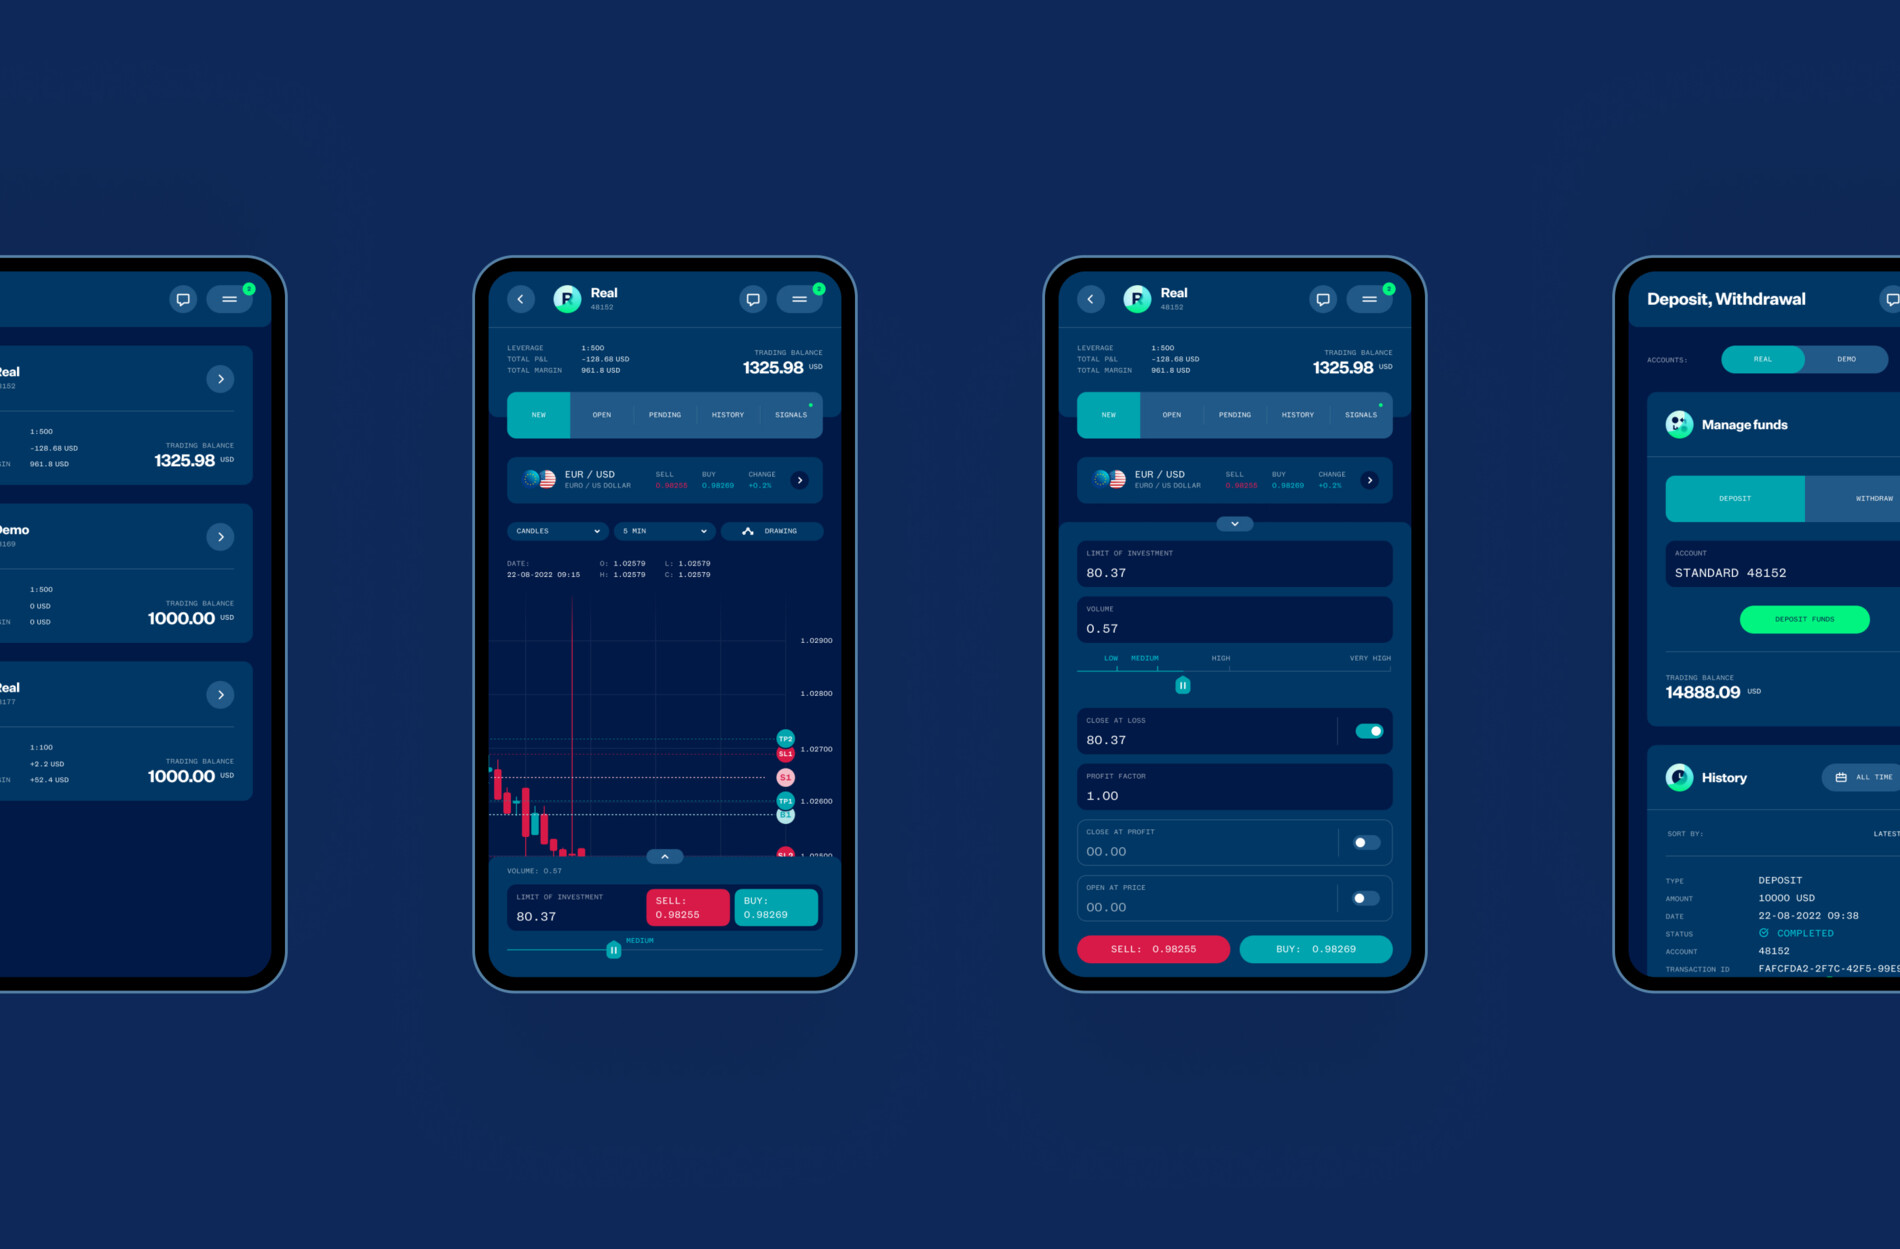 2
Real
1:500
-128.68 USD
961.8 USD
TRADING BALANCE
1325.98 USD
Demo
1:500
0 USD
0 USD
TRADING BALANCE
1000.00 USD
Real
1:100
+2.2 USD
+52.4 USD
TRADING BALANCE
1000.00 USD
R
Real
48152
2
LEVERAGE 1:500
TOTAL P&L -128.68 USD
TOTAL MARGIN 961.8 USD
TRADING BALANCE
1325.98 USD
NEW OPEN PENDING HISTORY SIGNALS
EUR / USD
EURO / US DOLLAR
SELL
0.98255
BUY
0.98269
CHANGE
+0.2%
CANDLES 5 MIN DRAWING
DATE: O: 1.02579 L: 1.02579
22-08-2022 09:15 H: 1.02579 C: 1.02579
1.02900
1.02800
TP2
SL1
1.02700
S1
TP1
1.02600
B1
SL2
1.02500
VOLUME: 0.57
LIMIT OF INVESTMENT
80.37
SELL:
0.98255
BUY:
0.98269
MEDIUM
R
Real
48152
2
LEVERAGE 1:500
TOTAL P&L -128.68 USD
TOTAL MARGIN 961.8 USD
TRADING BALANCE
1325.98 USD
NEW OPEN PENDING HISTORY SIGNALS
EUR / USD
EURO / US DOLLAR
SELL
0.98255
BUY
0.98269
CHANGE
+0.2%
LIMIT OF INVESTMENT
80.37
VOLUME
0.57
LOW MEDIUM HIGH VERY HIGH
CLOSE AT LOSS
80.37
PROFIT FACTOR
1.00
CLOSE AT PROFIT
00.00
OPEN AT PRICE
00.00
SELL: 0.98255
BUY: 0.98269
Deposit, Withdrawal
ACCOUNTS: REAL DEMO
Manage funds
DEPOSIT WITHDRAW
ACCOUNT
STANDARD 48152
DEPOSIT FUNDS
TRADING BALANCE
14888.09 USD
History
ALL TIME
SORT BY: LATEST
TYPE DEPOSIT
AMOUNT 10000 USD
DATE 22-08-2022 09:38
STATUS COMPLETED
ACCOUNT 48152
TRANSACTION ID FAFCFDA2-2F7C-42F5-99E9